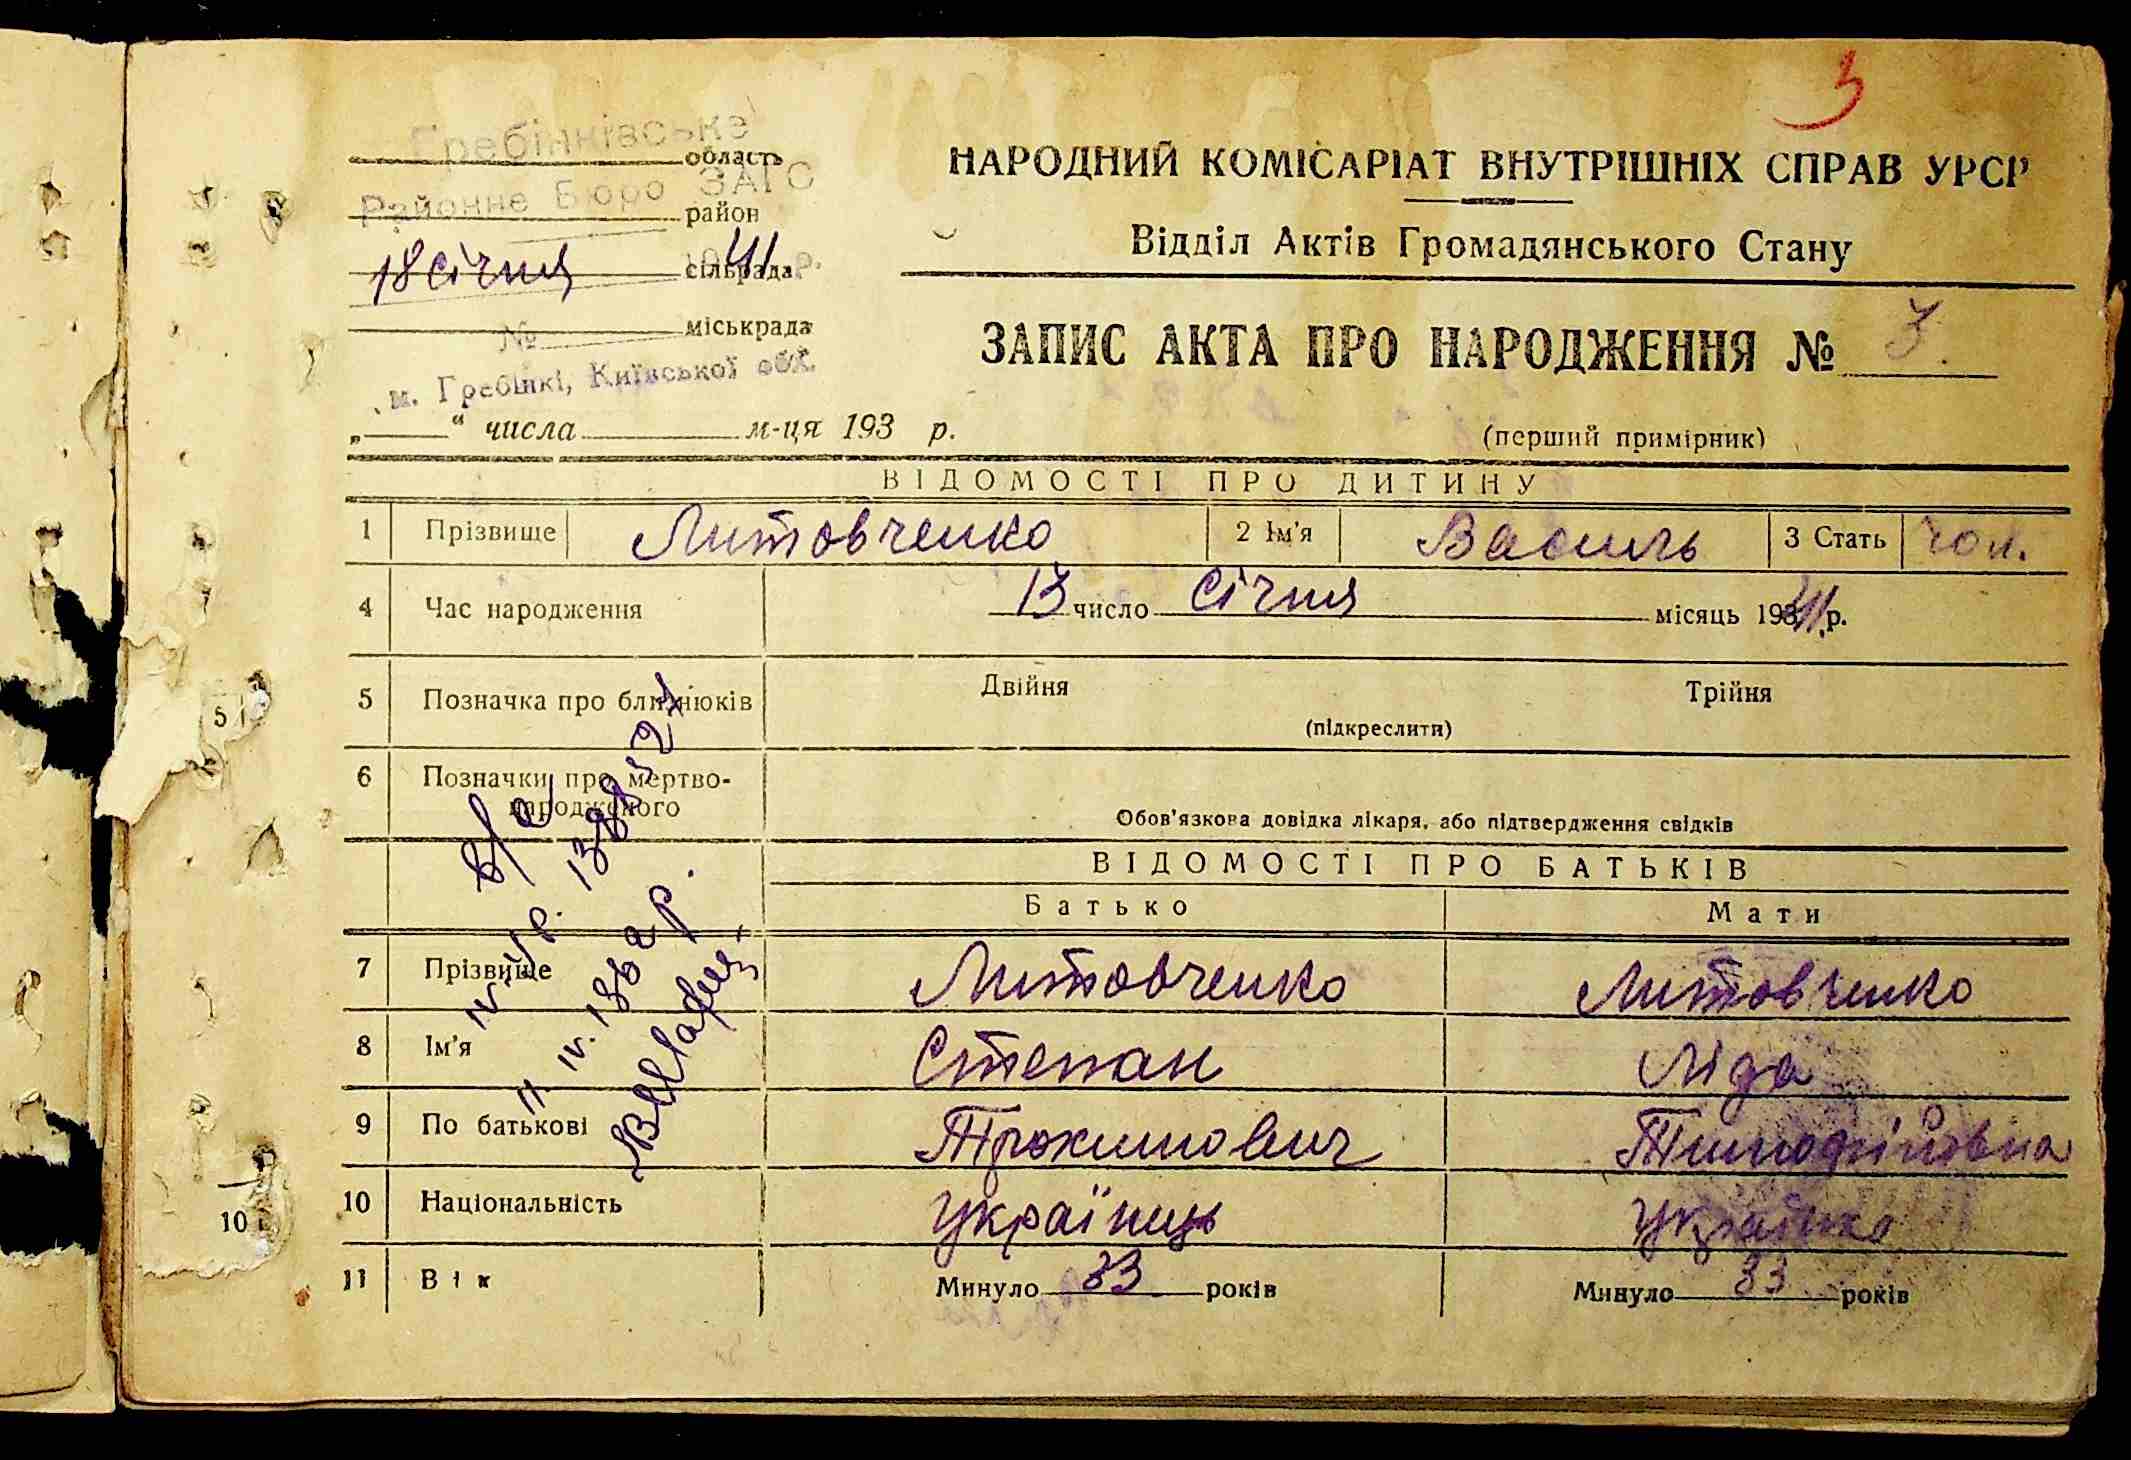 3
Гребінківське
область
Районне Бюро ЗАГС
район
18 січня 1941 р.
сільрада
міськрада
№
м. Гребінкі, Київської обл.
„ “ числа м-ця 193 р.
НАРОДНИЙ КОМІСАРІАТ ВНУТРІШНІХ СПРАВ УРСР
Відділ Актів Громадянського Стану
ЗАПИС АКТА ПРО НАРОДЖЕННЯ № 3.
(перший примірник)
ВІДОМОСТІ ПРО ДИТИНУ
1 Прізвище Литовченко 2 Ім'я Василь 3 Стать чол.
4 Час народження 13 число січня місяць 1941 р.
5 Позначка про близнюків Двійня Трійня
(підкреслити)
6 Позначки про мертвонародженого
Обов'язкова довідка лікаря, або підтвердження свідків
ВІДОМОСТІ ПРО БАТЬКІВ
Батько Мати
7 Прізвище Литовченко Литовченко
8 Ім'я Степан Ліда
9 По батькові Трохимович Тимофіївна
10 Національність Українець Українка
11 Вік Минуло 33 років Минуло 33 років
5
10